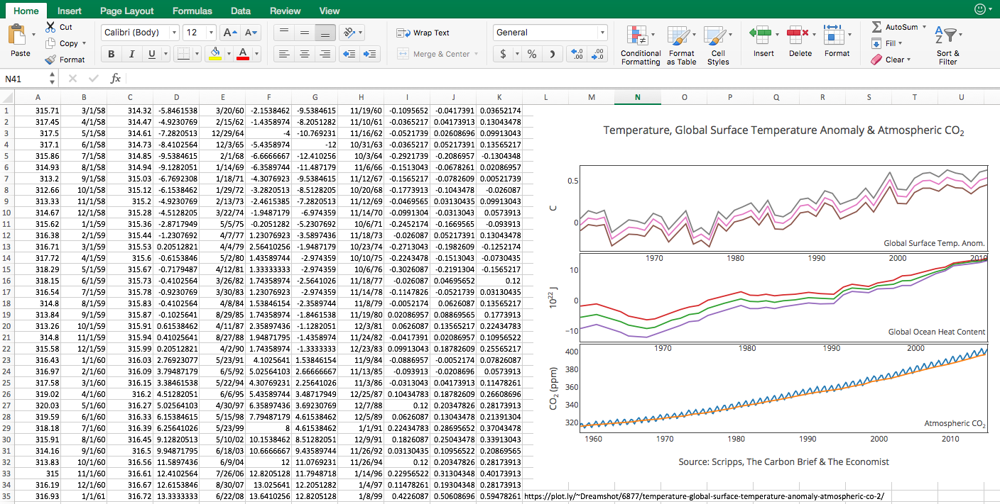 Home Insert Page Layout Formulas Data Review View
Paste Cut Copy Format
Calibri (Body) 12 A A
B I U A
Wrap Text
Merge & Center
General
$ % .0 .00 .00 .0
Conditional Formatting Format as Table Cell Styles
Insert Delete Format
AutoSum Fill Clear A Z Sort & Filter
N41 fx
A B C D E F G H I J K L M N O P Q R S T U
1 315.71 3/1/58 314.32 -5.8461538 3/20/60 -2.1538462 -9.5384615 11/19/60 -0.1095652 -0.0417391 0.03652174
2 317.45 4/1/58 314.47 -4.9230769 2/15/62 -1.4358974 -8.2051282 11/10/61 -0.0365217 0.04173913 0.13043478
3 317.5 5/1/58 314.61 -7.2820513 12/29/64 -4 -10.769231 11/16/62 -0.0521739 0.02608696 0.09913043
4 317.1 6/1/58 314.73 -8.4102564 12/3/65 -5.4358974 -12 10/31/63 -0.0365217 0.05217391 0.13565217
5 315.86 7/1/58 314.85 -9.5384615 2/1/68 -6.6666667 -12.410256 10/3/64 -0.2921739 -0.2086957 -0.1304348
6 314.93 8/1/58 314.94 -9.1282051 1/14/69 -6.3589744 -11.487179 11/6/66 -0.1513043 -0.0678261 0.02086957
7 313.2 9/1/58 315.03 -6.7692308 1/18/71 -4.3076923 -9.5384615 11/12/67 -0.1565217 -0.0782609 0.00521739
8 312.66 10/1/58 315.12 -6.1538462 1/29/72 -3.2820513 -8.5128205 10/20/68 -0.1773913 -0.1043478 -0.026087
9 313.33 11/1/58 315.2 -4.9230769 2/13/73 -2.4615385 -7.2820513 11/12/69 -0.0469565 0.03130435 0.09913043
10 314.67 12/1/58 315.28 -4.5128205 3/22/74 -1.9487179 -6.974359 11/14/70 -0.0991304 -0.0313043 0.0573913
11 315.62 1/1/59 315.36 -2.8717949 5/5/75 -0.2051282 -5.2307692 10/6/71 -0.2452174 -0.1669565 -0.093913
12 316.38 2/1/59 315.44 -1.2307692 4/7/77 1.23076923 -3.5897436 11/18/73 -0.026087 0.05217391 0.13043478
13 316.71 3/1/59 315.53 0.20512821 4/4/79 2.56410256 -1.9487179 10/23/74 -0.2713043 -0.1982609 -0.1252174
14 317.72 4/1/59 315.6 -0.6153846 5/2/80 1.43589744 -2.974359 10/10/75 -0.2243478 -0.1513043 -0.0730435
15 318.29 5/1/59 315.67 -0.7179487 4/12/81 1.33333333 -2.974359 10/6/76 -0.3026087 -0.2191304 -0.1565217
16 318.15 6/1/59 315.73 -0.4102564 3/26/82 1.74358974 -2.5641026 11/18/77 -0.026087 0.04695652 0.12
17 316.54 7/1/59 315.78 -0.9230769 3/30/83 1.23076923 -2.974359 11/14/78 -0.1147826 -0.0521739 0.03130435
18 314.8 8/1/59 315.83 -0.4102564 4/8/84 1.53846154 -2.3589744 11/8/79 -0.0052174 0.0626087 0.13565217
19 313.84 9/1/59 315.87 -0.1025641 8/29/85 1.74358974 -1.8461538 11/19/80 0.02086957 0.08869565 0.1773913
20 313.26 10/1/59 315.91 0.61538462 4/11/87 2.35897436 -1.1282051 12/3/81 0.0626087 0.13565217 0.22434783
21 314.8 11/1/59 315.94 0.41025641 8/27/88 1.94871795 -1.4358974 11/24/82 -0.0417391 0.02086957 0.10956522
22 315.58 12/1/59 315.99 0.20512821 4/2/90 1.74358974 -1.3333333 12/23/83 0.09913043 0.18782609 0.25565217
23 316.43 1/1/60 316.03 2.76923077 5/23/91 4.1025641 1.53846154 11/9/84 -0.0886957 -0.0052174 0.07826087
24 316.97 2/1/60 316.09 3.79487179 6/5/92 5.02564103 2.66666667 11/13/85 -0.093913 -0.0208696 0.0573913
25 317.58 3/1/60 316.15 3.38461538 5/22/94 4.30769231 2.25641026 11/3/86 -0.0313043 0.04173913 0.11478261
26 319.02 4/1/60 316.2 4.51282051 6/6/95 5.43589744 3.48717949 12/23/87 0.10434783 0.18782609 0.26608696
27 320.03 5/1/60 316.27 5.02564103 4/30/97 6.35897436 3.69230769 12/7/88 0.12 0.20347826 0.28173913
28 319.59 6/1/60 316.33 6.15384615 5/15/98 7.79487179 4.61538462 12/5/89 0.0626087 0.13043478 0.21391304
29 318.18 7/1/60 316.39 6.25641026 5/23/99 8 4.61538462 1/1/91 0.22434783 0.28695652 0.37043478
30 315.91 8/1/60 316.45 9.12820513 5/10/02 10.1538462 8.51282051 12/9/91 0.1826087 0.25043478 0.33913043
31 314.16 9/1/60 316.5 9.94871795 6/18/03 10.6666667 9.43589744 11/26/92 0.03130435 0.10956522 0.20869565
32 313.83 10/1/60 316.56 11.5897436 6/9/04 12 11.0769231 11/26/94 0.12 0.20347826 0.28173913
33 315 11/1/60 316.61 12.4102564 7/26/06 12.8205128 11.7948718 1/14/96 0.22956522 0.31304348 0.40173913
34 316.19 12/1/60 316.67 12.6153846 8/30/07 13.025641 12.2051282 1/4/97 0.11478261 0.19304348 0.28173913
35 316.93 1/1/61 316.72 13.3333333 6/22/08 13.6410256 12.8205128 1/8/99 0.4226087 0.50608696 0.59478261 https://plot.ly/~Dreamshot/6877/temperature-global-surface-temperature-anomaly-atmospheric-co-2/
Temperature, Global Surface Temperature Anomaly & Atmospheric CO2
0.5
C
0
Global Surface Temp. Anom.
1970 1980 1990 2000 2010
10
0
−10
10^22 J
Global Ocean Heat Content
1970 1980 1990 2000
400
380
360
340
320
CO2 (ppm)
Atmospheric CO2
1960 1970 1980 1990 2000 2010
Source: Scripps, The Carbon Brief & The Economist